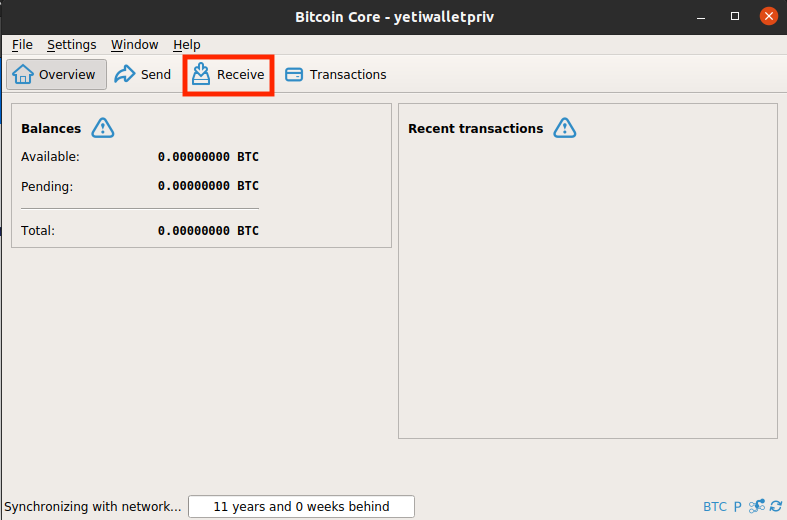 Bitcoin Core - yetiwalletpriv
File Settings Window Help
Overview Send Receive Transactions
Balances
Available: 0.00000000 BTC
Pending: 0.00000000 BTC
Total: 0.00000000 BTC
Recent transactions
Synchronizing with network... 11 years and 0 weeks behind BTC P